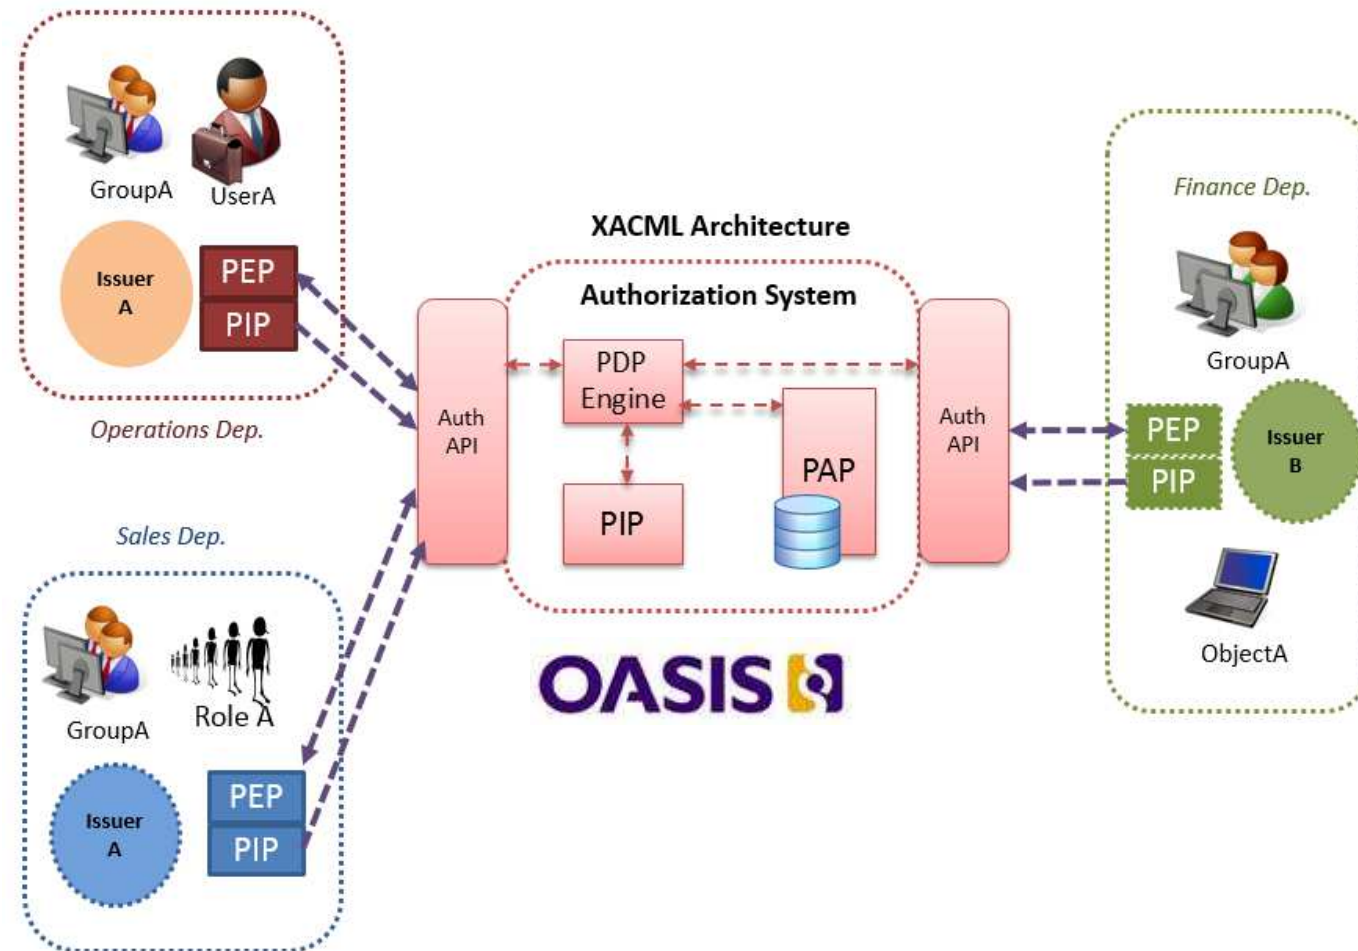 GroupA
UserA
Issuer
A
PEP
PIP
Operations Dep.
Sales Dep.
GroupA
Role A
Issuer
A
PEP
PIP
XACML Architecture
Authorization System
Auth
API
PDP
Engine
PIP
PAP
Auth
API
OASIS
Finance Dep.
GroupA
PEP
PIP
Issuer
B
ObjectA